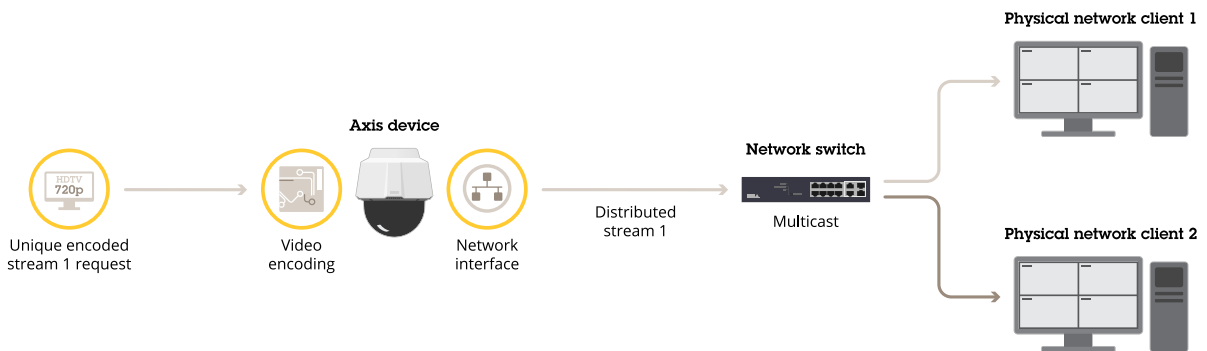 Physical network client 1
Axis device
Network switch
HDTV
720p
Unique encoded
stream 1 request
Video
encoding
Network
interface
Distributed
stream 1
Multicast
Physical network client 2